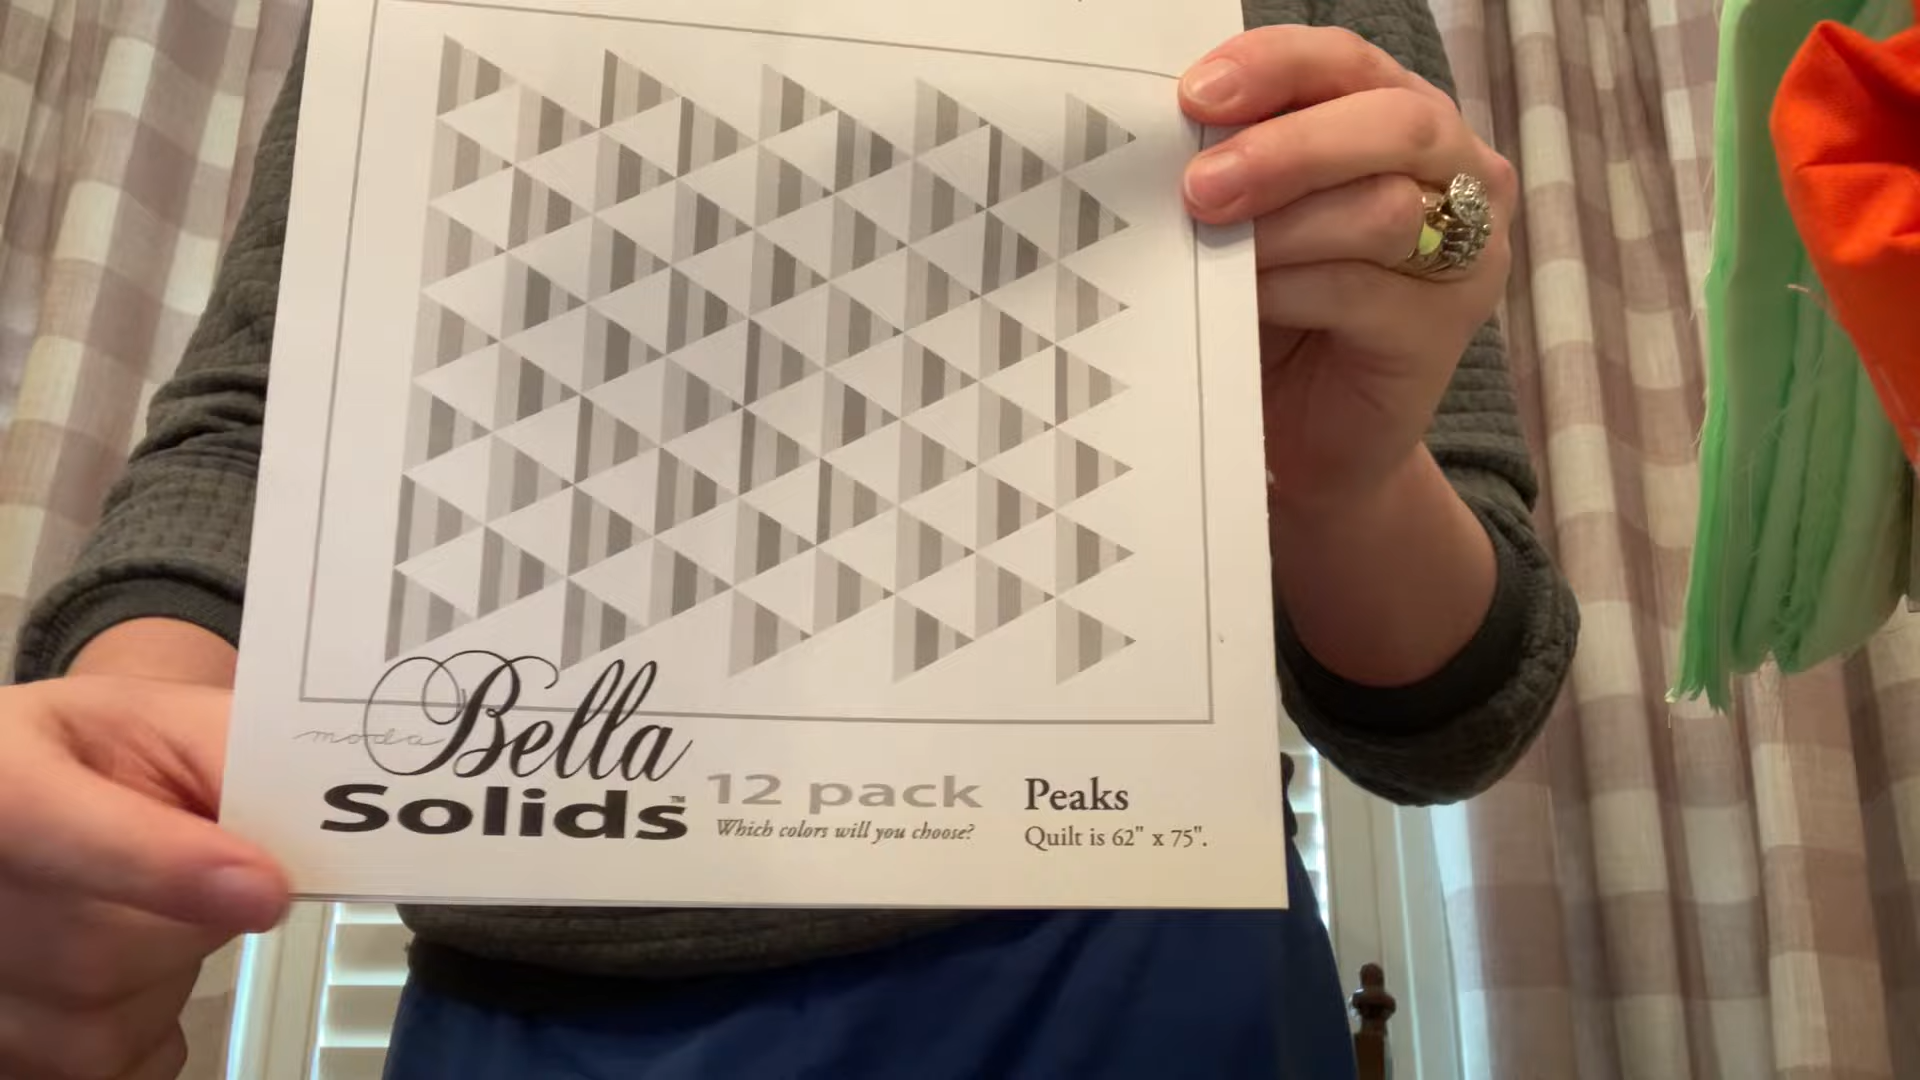 moda Bella
Solids™ 12 pack
Which colors will you choose?
Peaks
Quilt is 62" x 75".